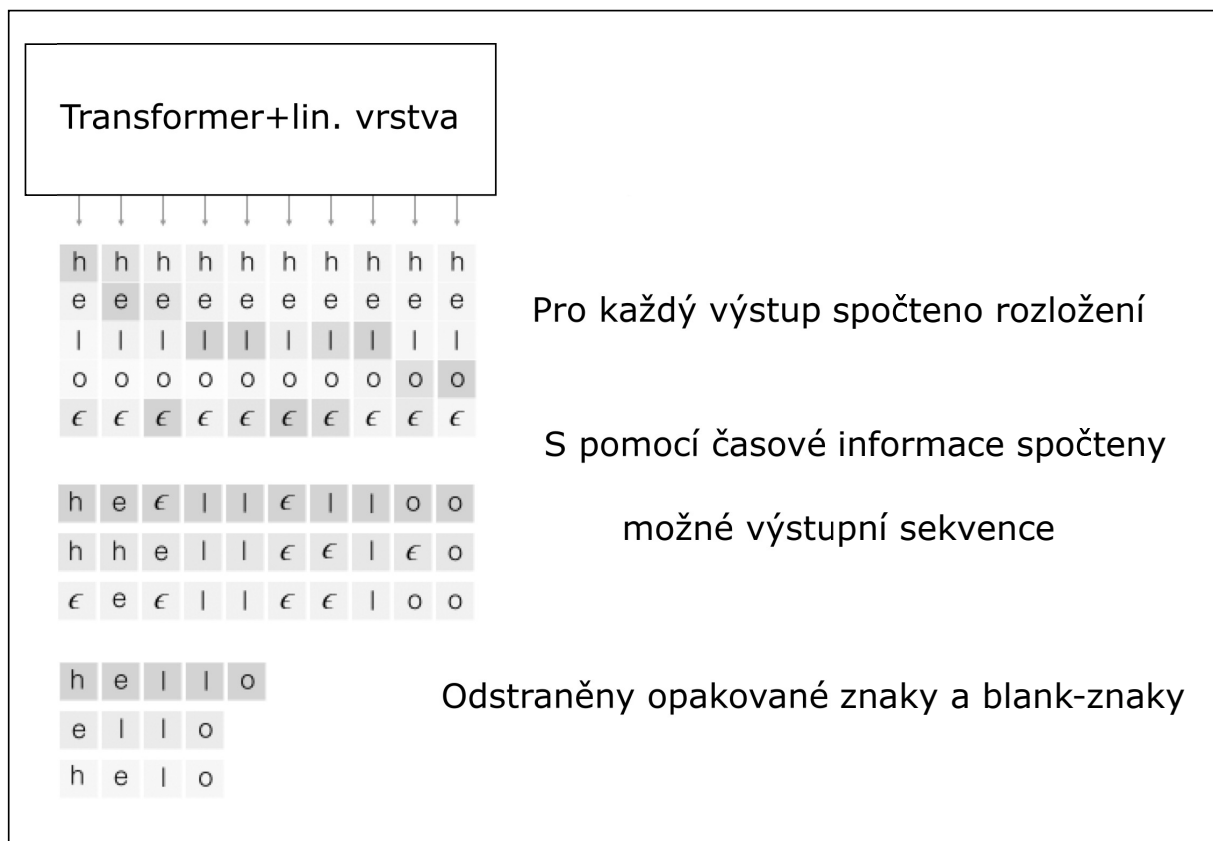 Transformer+lin. vrstva
h h h h h h h h h h
e e e e e e e e e e
l l l l l l l l l l
o o o o o o o o o o
ϵ ϵ ϵ ϵ ϵ ϵ ϵ ϵ ϵ ϵ
Pro každý výstup spočteno rozložení
h e ϵ l l ϵ l l o o
h h e l l ϵ ϵ l ϵ o
ϵ e ϵ l l ϵ ϵ l o o
S pomocí časové informace spočteny
možné výstupní sekvence
h e l l o
e l l o
h e l o
Odstraněny opakované znaky a blank-znaky